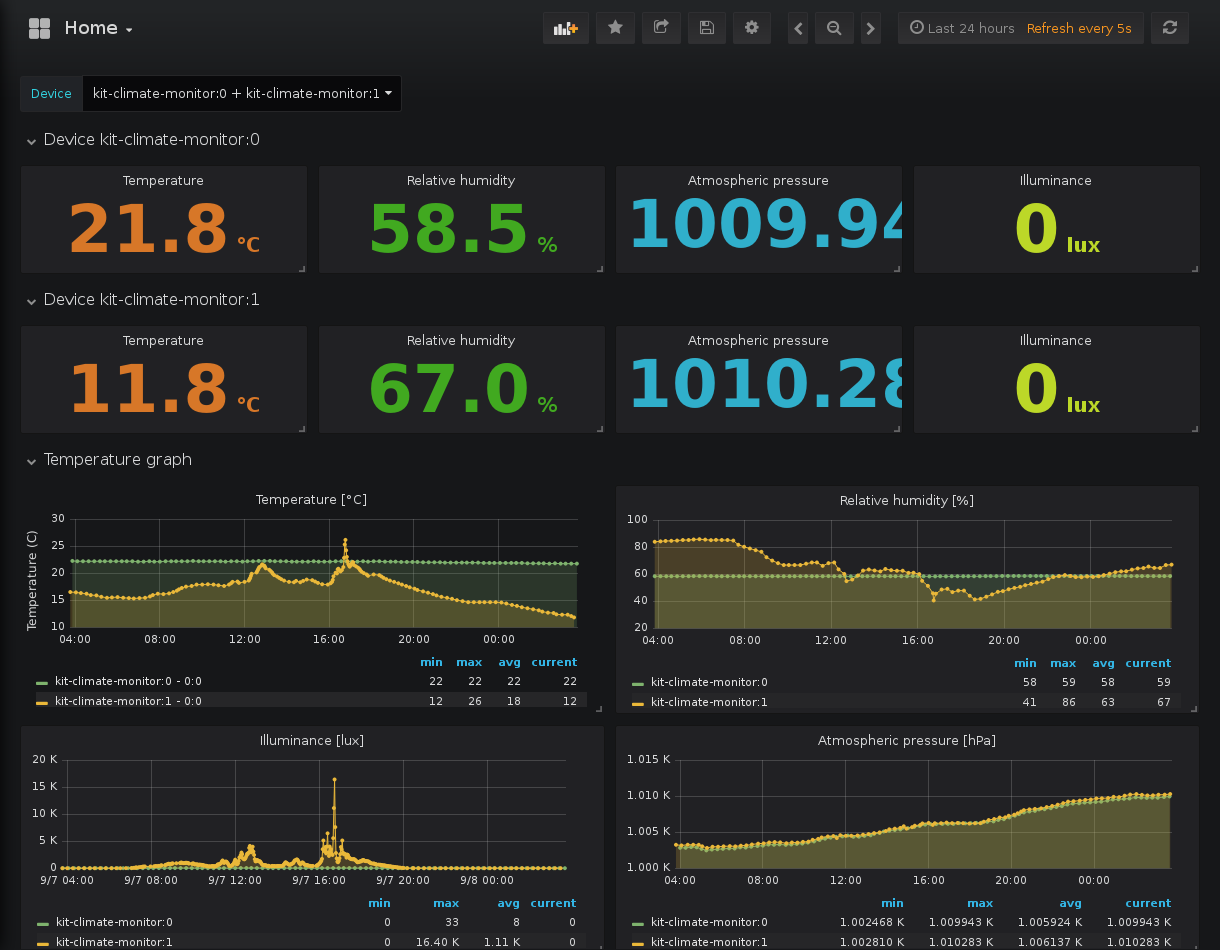 Home
Last 24 hours Refresh every 5s
Device kit-climate-monitor:0 + kit-climate-monitor:1
Device kit-climate-monitor:0
Temperature Relative humidity Atmospheric pressure Illuminance
21.8 °C 58.5 % 1009.94 0 lux
Device kit-climate-monitor:1
Temperature Relative humidity Atmospheric pressure Illuminance
11.8 °C 67.0 % 1010.28 0 lux
Temperature graph
Temperature [°C]
Temperature (C)
30
25
20
15
10
04:00 08:00 12:00 16:00 20:00 00:00
min max avg current
kit-climate-monitor:0 - 0:0 22 22 22 22
kit-climate-monitor:1 - 0:0 12 26 18 12
Relative humidity [%]
100
80
60
40
20
04:00 08:00 12:00 16:00 20:00 00:00
min max avg current
kit-climate-monitor:0 58 59 58 59
kit-climate-monitor:1 41 86 63 67
Illuminance [lux]
20 K
15 K
10 K
5 K
0
9/7 04:00 9/7 08:00 9/7 12:00 9/7 16:00 9/7 20:00 9/8 00:00
min max avg current
kit-climate-monitor:0 0 33 8 0
kit-climate-monitor:1 0 16.40 K 1.11 K 0
Atmospheric pressure [hPa]
1.015 K
1.010 K
1.005 K
1.000 K
04:00 08:00 12:00 16:00 20:00 00:00
min max avg current
kit-climate-monitor:0 1.002468 K 1.009943 K 1.005924 K 1.009943 K
kit-climate-monitor:1 1.002810 K 1.010283 K 1.006137 K 1.010283 K